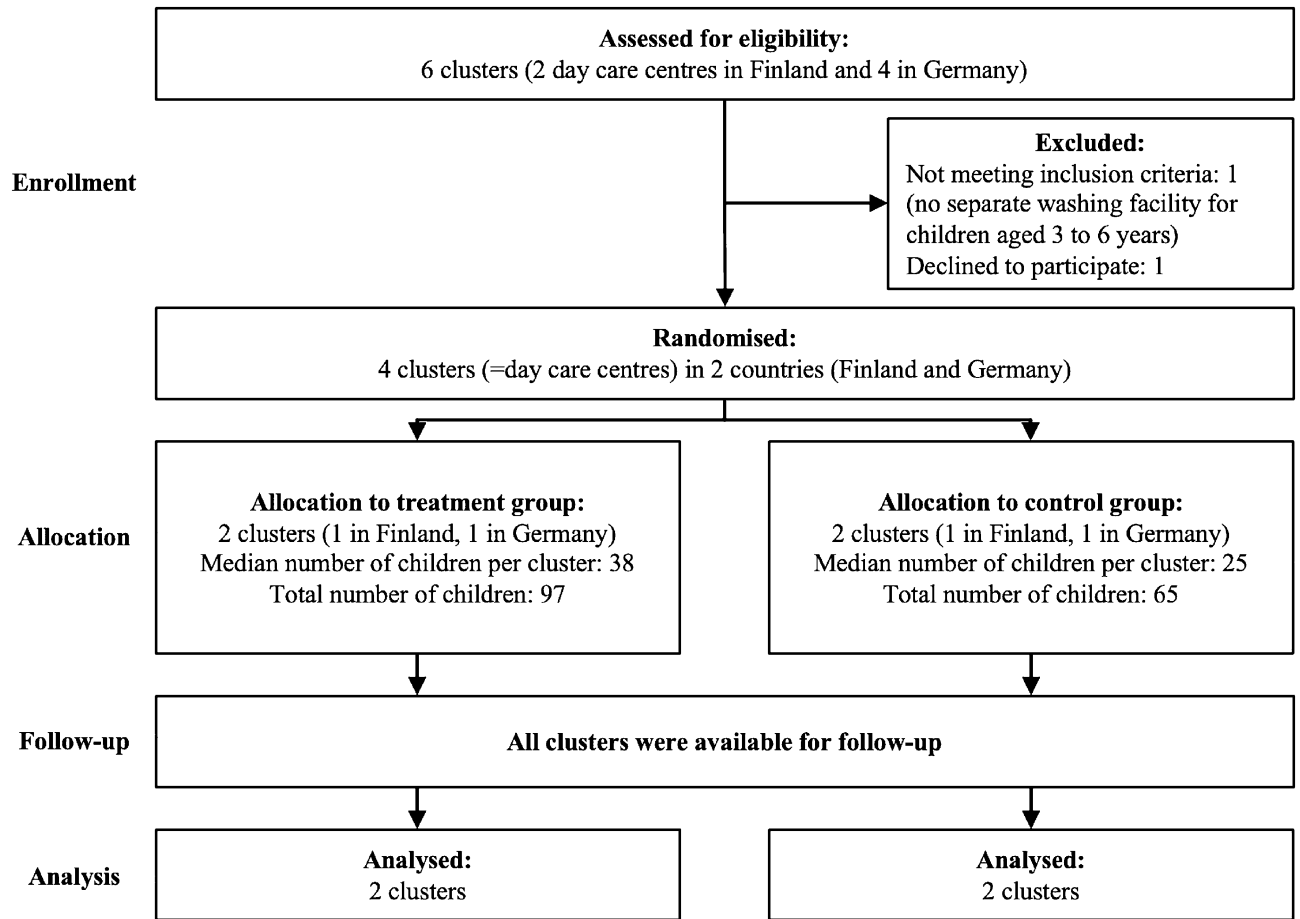 Assessed for eligibility:
6 clusters (2 day care centres in Finland and 4 in Germany)
Enrollment
Excluded:
Not meeting inclusion criteria: 1
(no separate washing facility for
children aged 3 to 6 years)
Declined to participate: 1
Randomised:
4 clusters (=day care centres) in 2 countries (Finland and Germany)
Allocation
Allocation to treatment group:
2 clusters (1 in Finland, 1 in Germany)
Median number of children per cluster: 38
Total number of children: 97
Allocation to control group:
2 clusters (1 in Finland, 1 in Germany)
Median number of children per cluster: 25
Total number of children: 65
Follow-up
All clusters were available for follow-up
Analysis
Analysed:
2 clusters
Analysed:
2 clusters